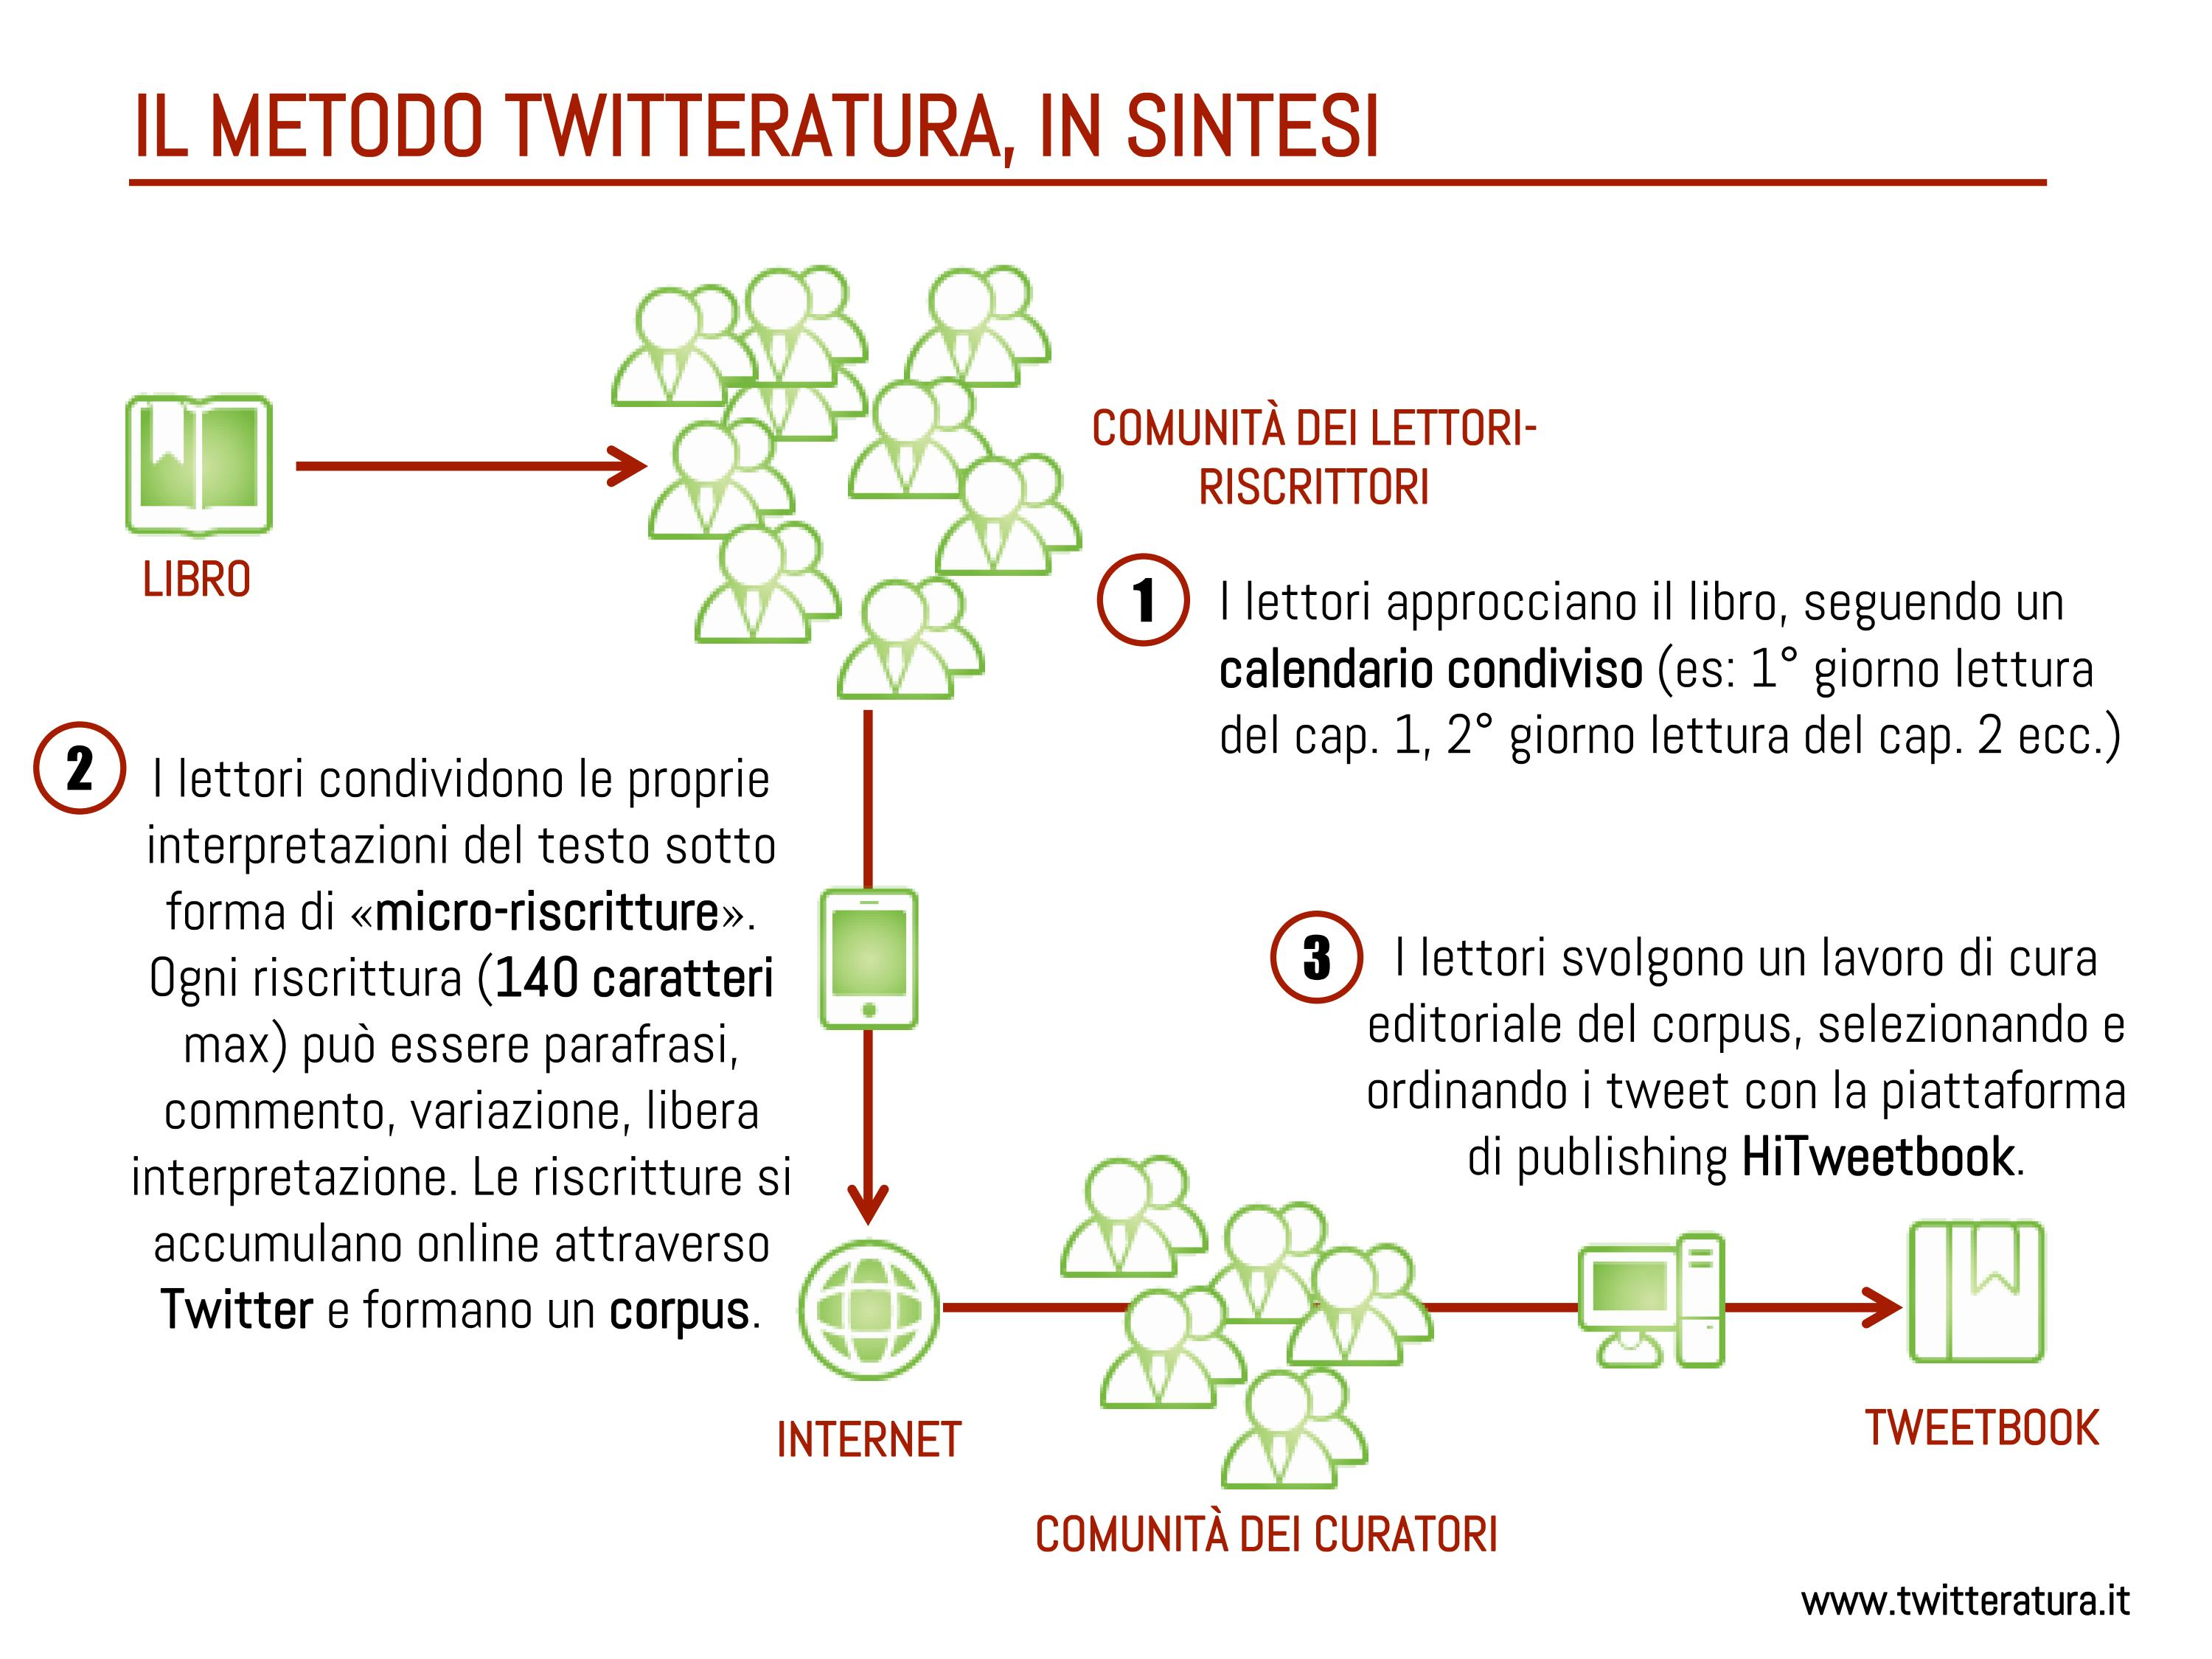 IL METODO TWITTERATURA, IN SINTESI
LIBRO
COMUNITÀ DEI LETTORI-
RISCRITTORI
1
I lettori approcciano il libro, seguendo un
calendario condiviso (es: 1° giorno lettura
del cap. 1, 2° giorno lettura del cap. 2 ecc.)
2
I lettori condividono le proprie
interpretazioni del testo sotto
forma di «micro-riscritture».
Ogni riscrittura (140 caratteri
max) può essere parafrasi,
commento, variazione, libera
interpretazione. Le riscritture si
accumulano online attraverso
Twitter e formano un corpus.
3
I lettori svolgono un lavoro di cura
editoriale del corpus, selezionando e
ordinando i tweet con la piattaforma
di publishing HiTweetbook.
INTERNET
COMUNITÀ DEI CURATORI
TWEETBOOK
www.twitteratura.it